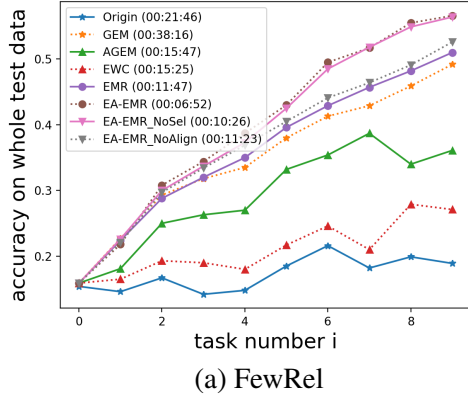 Origin (00:21:46)
GEM (00:38:16)
AGEM (00:15:47)
EWC (00:15:25)
EMR (00:11:47)
EA-EMR (00:06:52)
EA-EMR_NoSel (00:10:26)
EA-EMR_NoAlign (00:11:23)
accuracy on whole test data
0.5
0.4
0.3
0.2
0 2 4 6 8
task number i
(a) FewRel